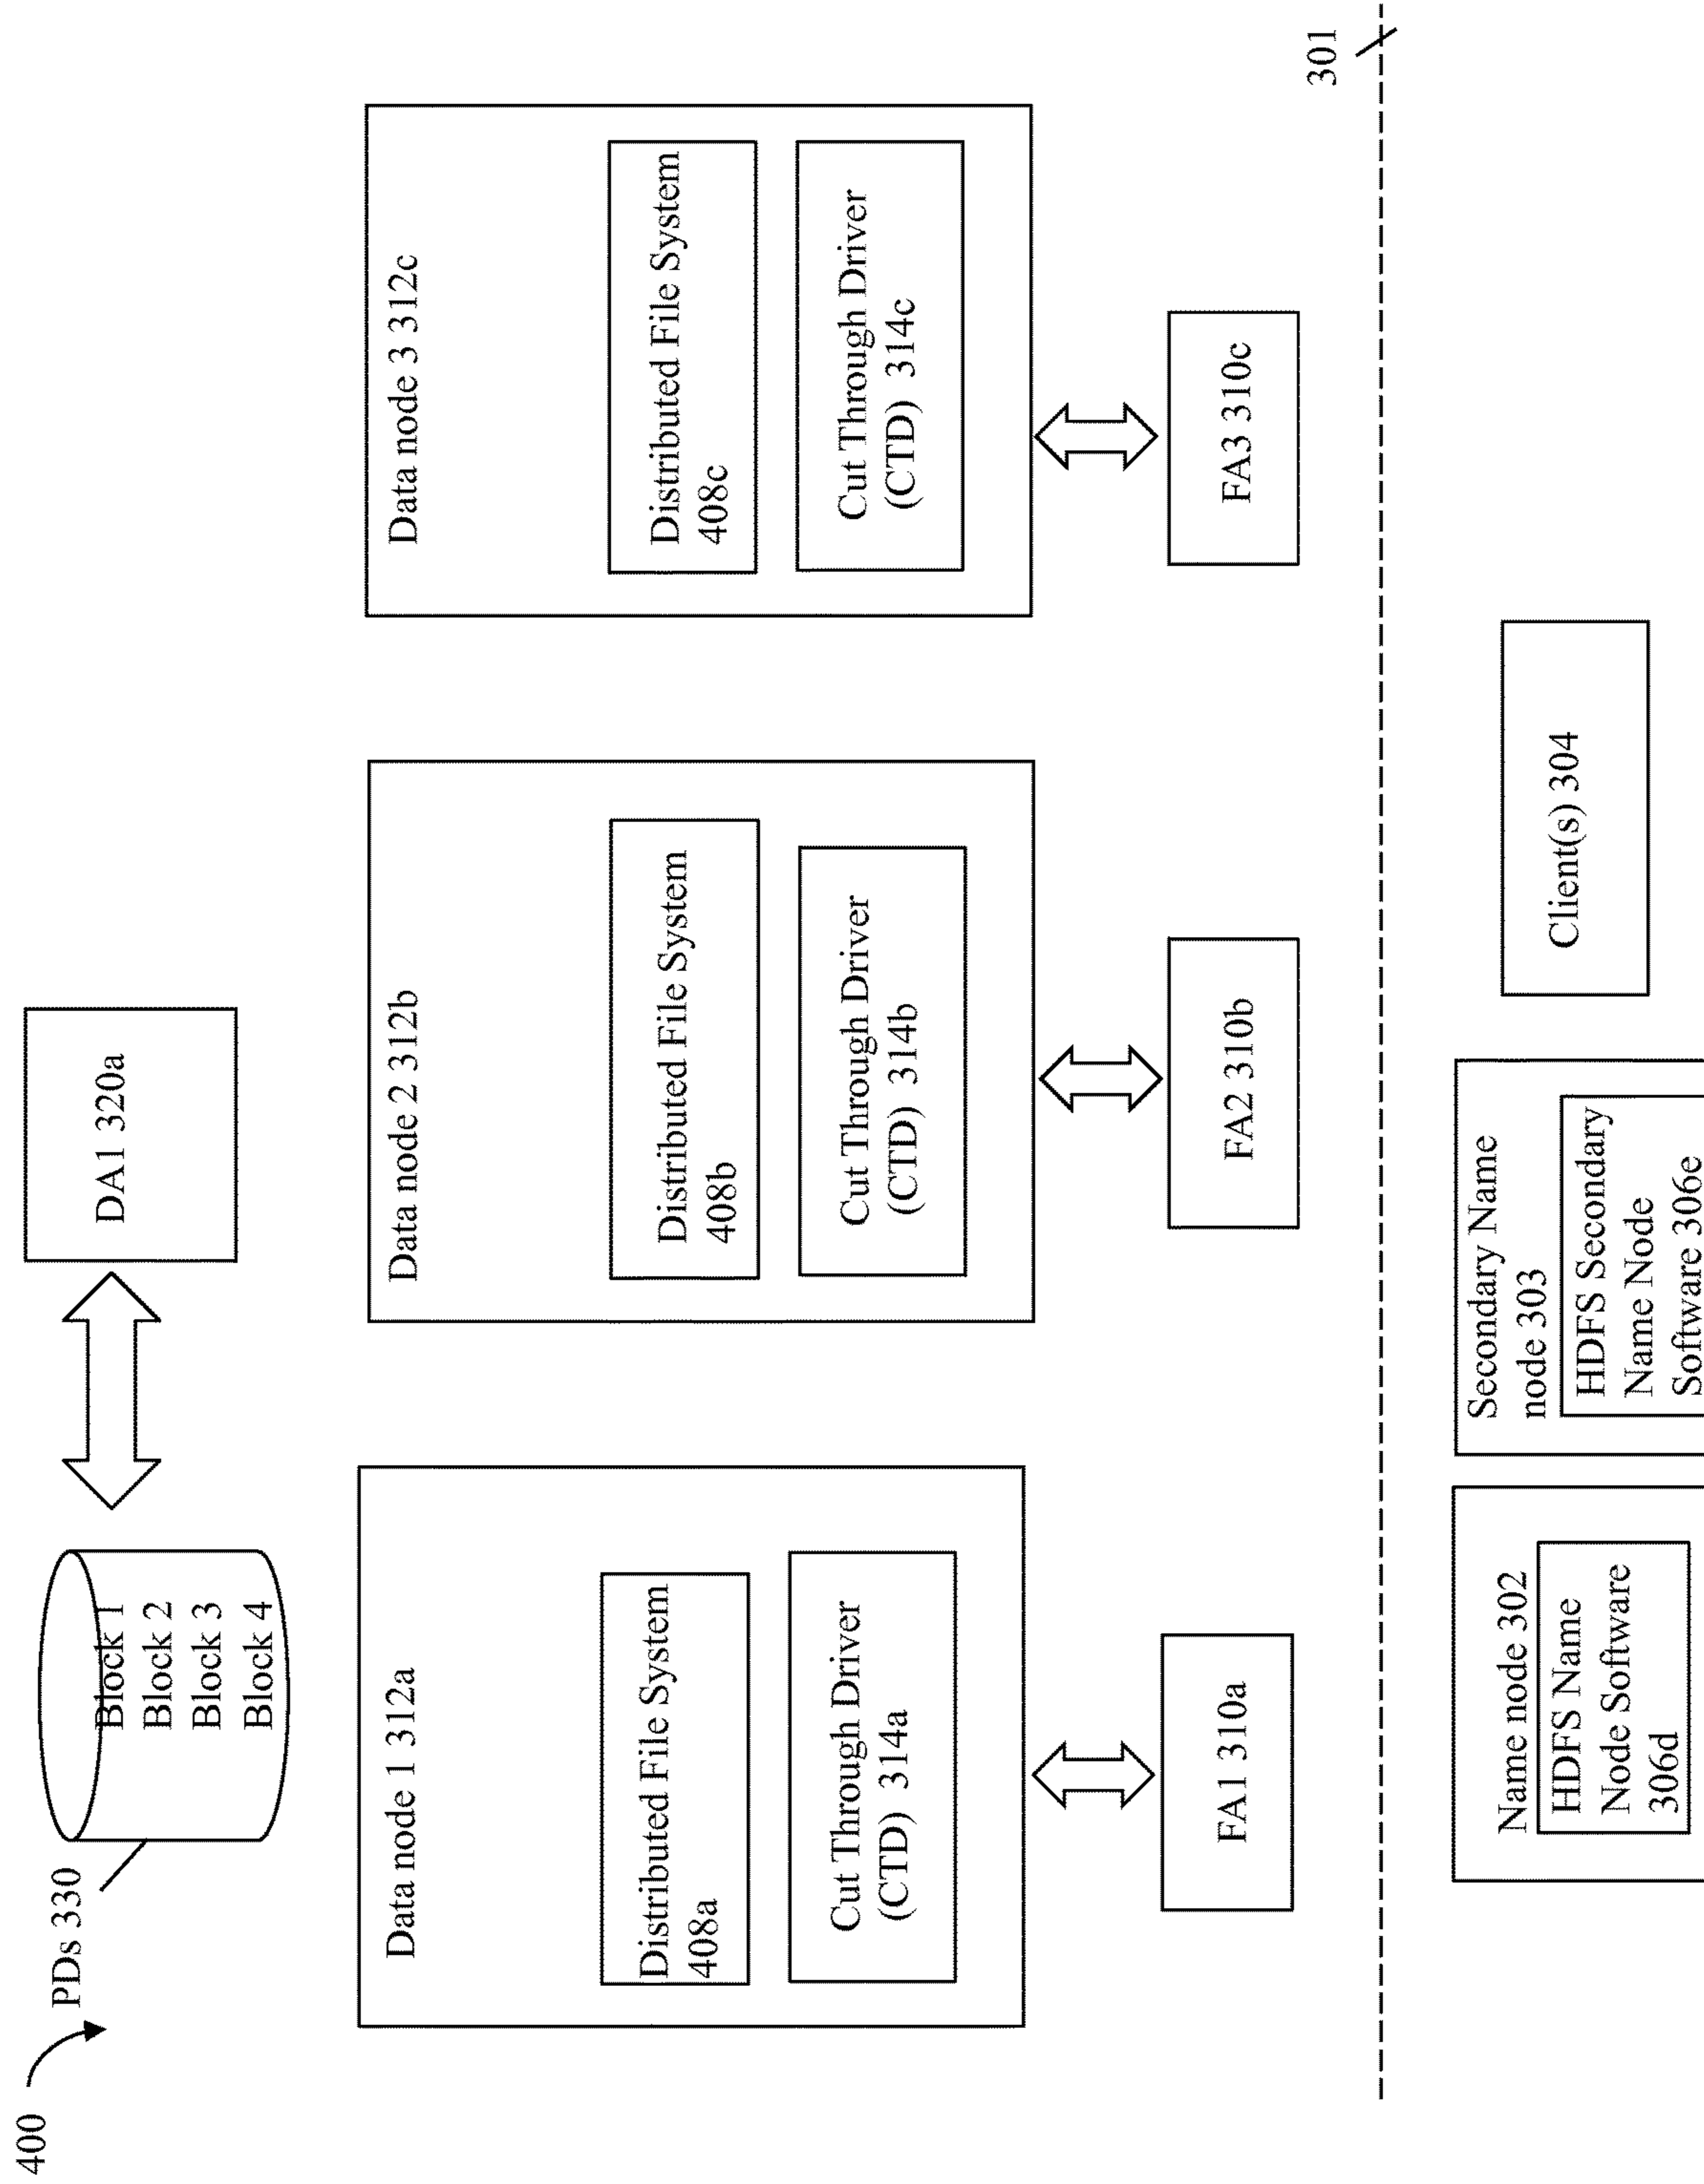 400
PDs 330
Block 1
Block 2
Block 3
Block 4
DA1 320a
Data node 1 312a
Distributed File System
408a
Cut Through Driver
(CTD) 314a
Data node 2 312b
Distributed File System
408b
Cut Through Driver
(CTD) 314b
Data node 3 312c
Distributed File System
408c
Cut Through Driver
(CTD) 314c
FA1 310a
FA2 310b
FA3 310c
301
Name node 302
HDFS Name
Node Software
306d
Secondary Name
node 303
HDFS Secondary
Name Node
Software 306e
Client(s) 304